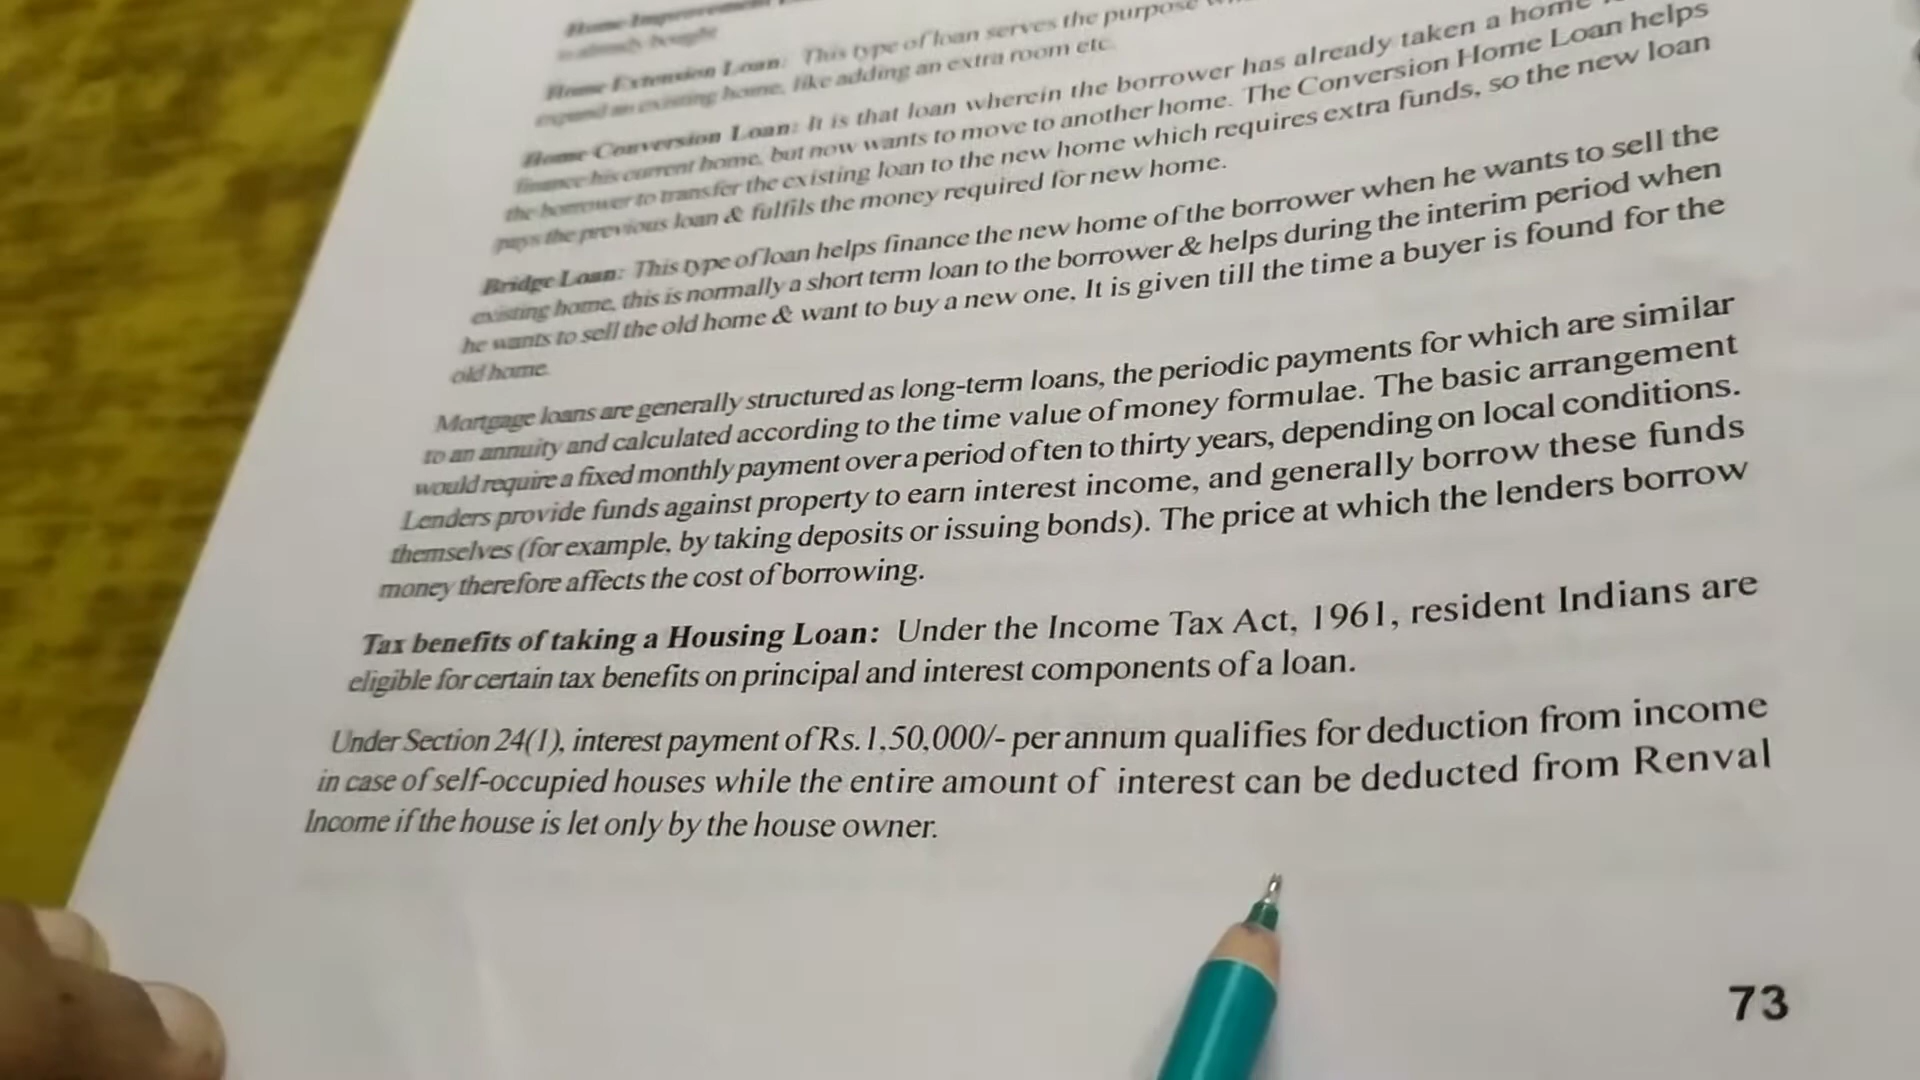 Home Improvement
is already bought
Home Extension Loan: This type of loan serves the purpose
expand an existing home, like adding an extra room etc.
Home Conversion Loan: It is that loan wherein the borrower has already taken a home
finance his current home, but now wants to move to another home. The Conversion Home Loan helps
the borrower to transfer the existing loan to the new home which requires extra funds, so the new loan
pays the previous loan & fulfils the money required for new home.
Bridge Loan: This type of loan helps finance the new home of the borrower when he wants to sell the
existing home, this is normally a short term loan to the borrower & helps during the interim period when
he wants to sell the old home & want to buy a new one. It is given till the time a buyer is found for the
old home.
Mortgage loans are generally structured as long-term loans, the periodic payments for which are similar
to an annuity and calculated according to the time value of money formulae. The basic arrangement
would require a fixed monthly payment over a period of ten to thirty years, depending on local conditions.
Lenders provide funds against property to earn interest income, and generally borrow these funds
themselves (for example, by taking deposits or issuing bonds). The price at which the lenders borrow
money therefore affects the cost of borrowing.
Tax benefits of taking a Housing Loan: Under the Income Tax Act, 1961, resident Indians are
eligible for certain tax benefits on principal and interest components of a loan.
Under Section 24(1), interest payment of Rs. 1,50,000/- per annum qualifies for deduction from income
in case of self-occupied houses while the entire amount of interest can be deducted from Renval
Income if the house is let only by the house owner.
73